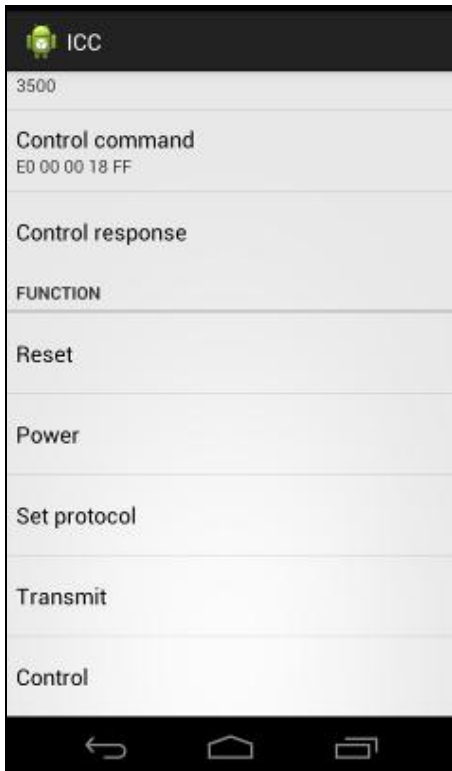 ICC
3500
Control command
E0 00 00 18 FF
Control response
FUNCTION
Reset
Power
Set protocol
Transmit
Control